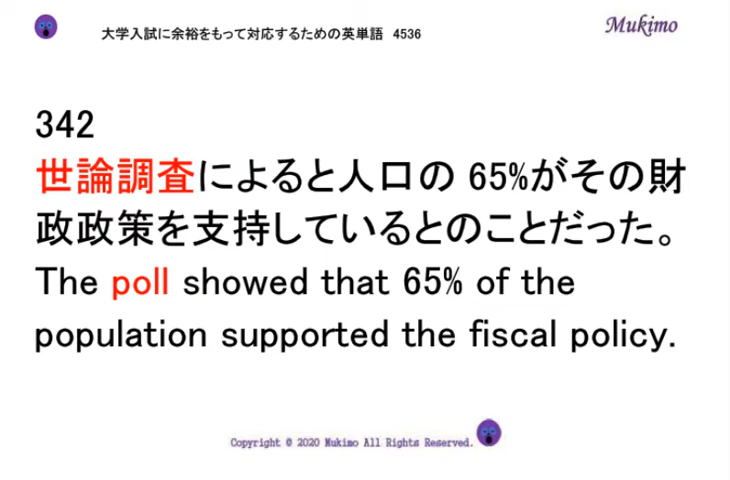 大学入試に余裕をもって対応するための英単語 4536
Mukimo
342
世論調査によると人口の 65%がその財
政政策を支持しているとのことだった。
The poll showed that 65% of the
population supported the fiscal policy.
Copyright © 2020 Mukimo All Rights Reserved.